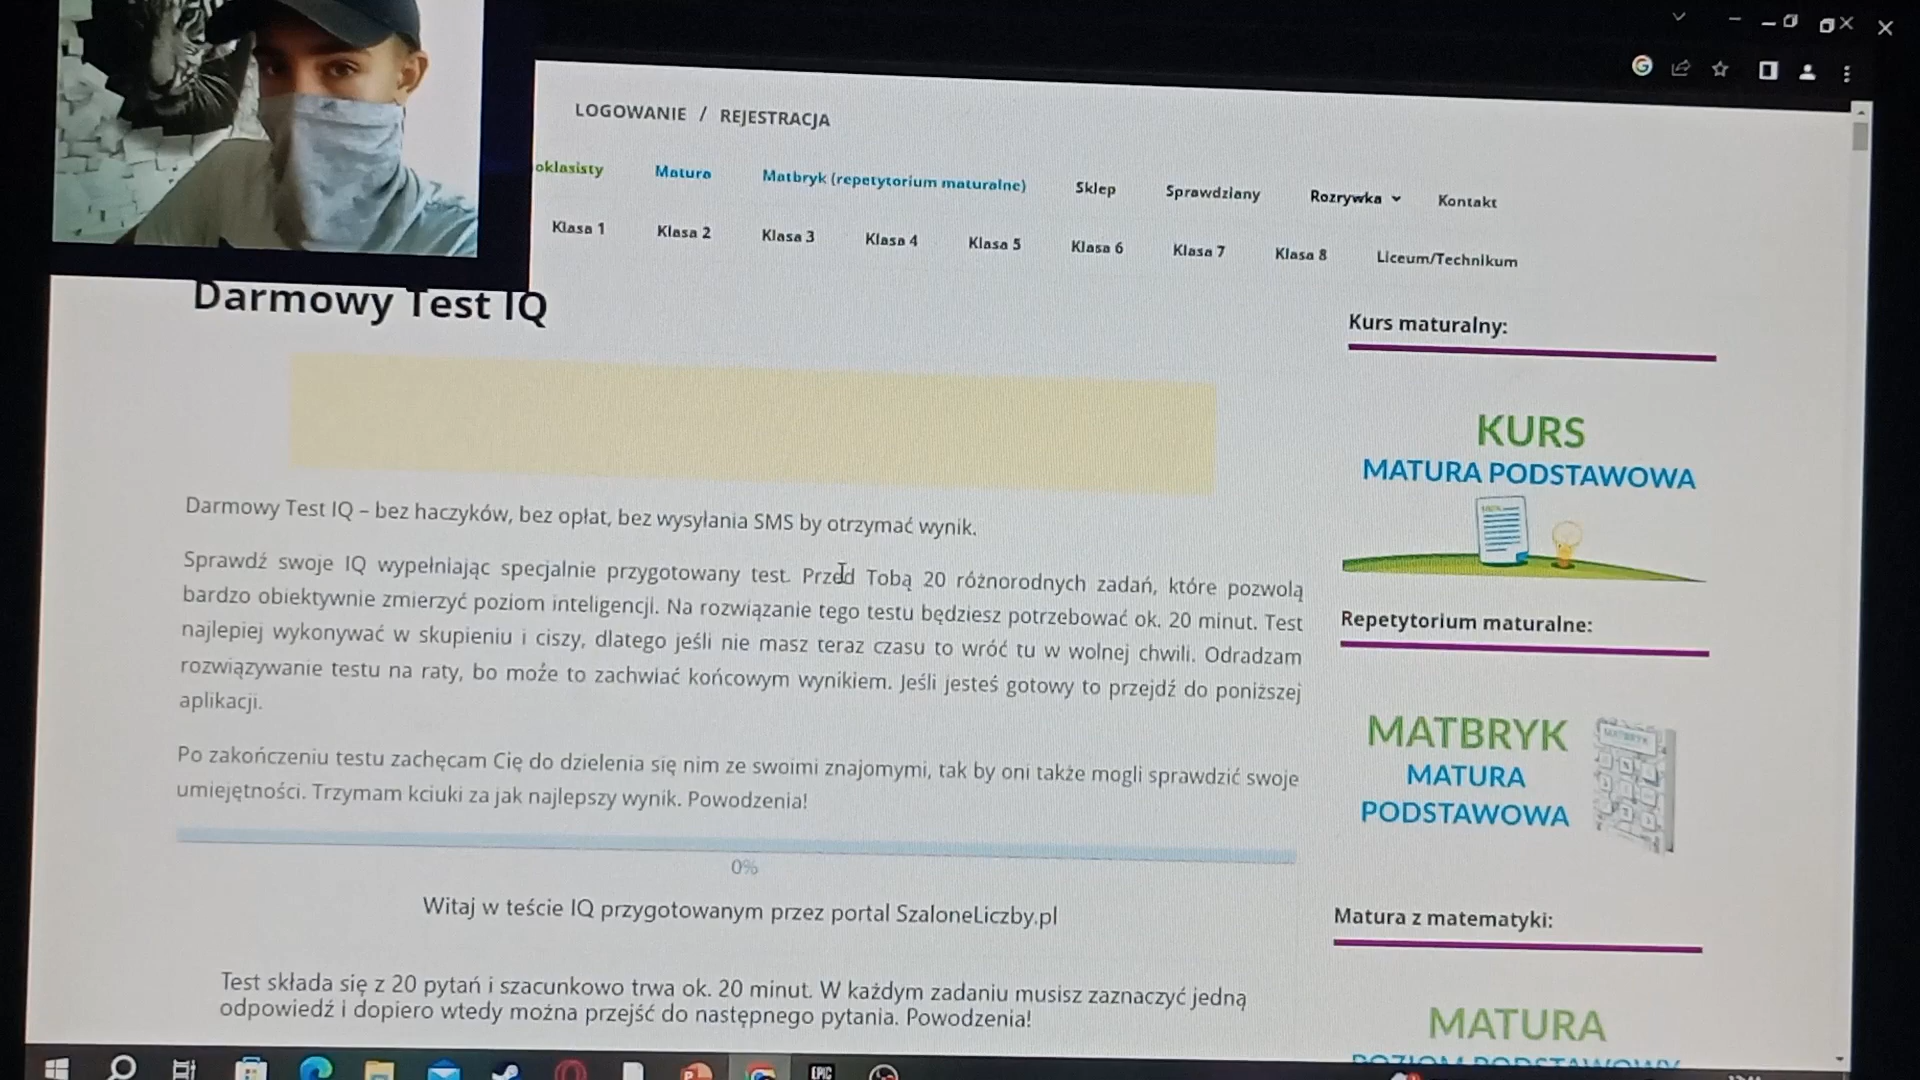 LOGOWANIE / REJESTRACJA
oklasisty Matura Matbryk (repetytorium maturalne) Sklep Sprawdziany Rozrywka Kontakt
Klasa 1 Klasa 2 Klasa 3 Klasa 4 Klasa 5 Klasa 6 Klasa 7 Klasa 8 Liceum/Technikum
Darmowy Test IQ
Darmowy Test IQ – bez haczyków, bez opłat, bez wysyłania SMS by otrzymać wynik.
Sprawdź swoje IQ wypełniając specjalnie przygotowany test. Przed Tobą 20 różnorodnych zadań, które pozwolą
bardzo obiektywnie zmierzyć poziom inteligencji. Na rozwiązanie tego testu będziesz potrzebować ok. 20 minut. Test
najlepiej wykonywać w skupieniu i ciszy, dlatego jeśli nie masz teraz czasu to wróć tu w wolnej chwili. Odradzam
rozwiązywanie testu na raty, bo może to zachwiać końcowym wynikiem. Jeśli jesteś gotowy to przejdź do poniższej
aplikacji.
Po zakończeniu testu zachęcam Cię do dzielenia się nim ze swoimi znajomymi, tak by oni także mogli sprawdzić swoje
umiejętności. Trzymam kciuki za jak najlepszy wynik. Powodzenia!
0%
Witaj w teście IQ przygotowanym przez portal SzaloneLiczby.pl
Test składa się z 20 pytań i szacunkowo trwa ok. 20 minut. W każdym zadaniu musisz zaznaczyć jedną
odpowiedź i dopiero wtedy można przejść do następnego pytania. Powodzenia!
Kurs maturalny:
KURS
MATURA PODSTAWOWA
Repetytorium maturalne:
MATBRYK
MATURA
PODSTAWOWA
MATBRYK
Matura z matematyki:
MATURA
POZIOM PODSTAWOWY
EPIC